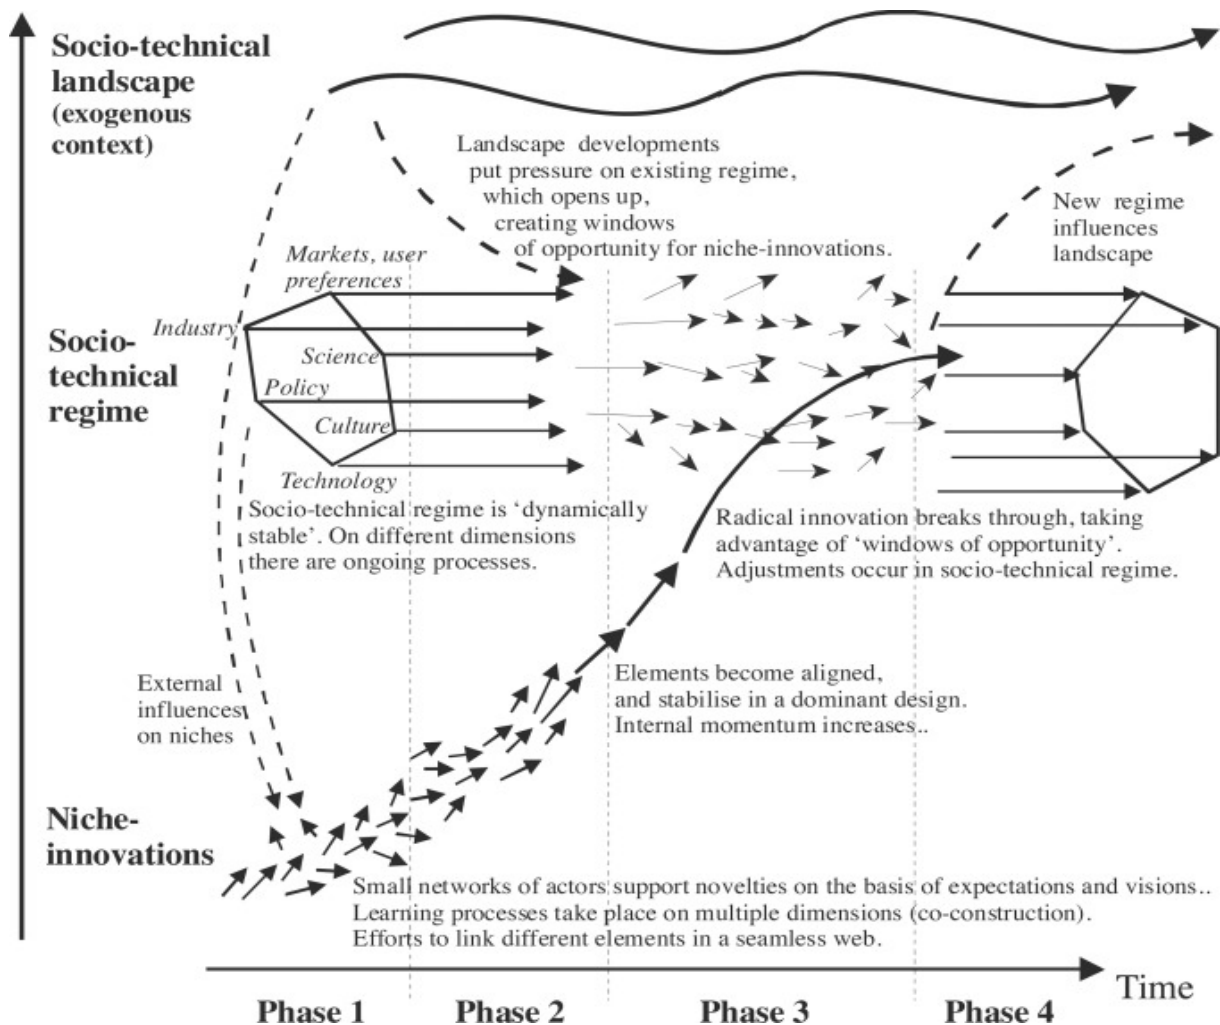 Socio-technical
landscape
(exogenous
context)
Landscape developments
put pressure on existing regime,
which opens up,
creating windows
of opportunity for niche-innovations.
New regime
influences
landscape
Markets, user
preferences
Industry
Science
Policy
Culture
Technology
Socio-
technical
regime
Socio-technical regime is ‘dynamically
stable’. On different dimensions
there are ongoing processes.
Radical innovation breaks through, taking
advantage of ‘windows of opportunity’.
Adjustments occur in socio-technical regime.
External
influences
on niches
Elements become aligned,
and stabilise in a dominant design.
Internal momentum increases..
Niche-
innovations
Small networks of actors support novelties on the basis of expectations and visions..
Learning processes take place on multiple dimensions (co-construction).
Efforts to link different elements in a seamless web.
Time
Phase 1
Phase 2
Phase 3
Phase 4